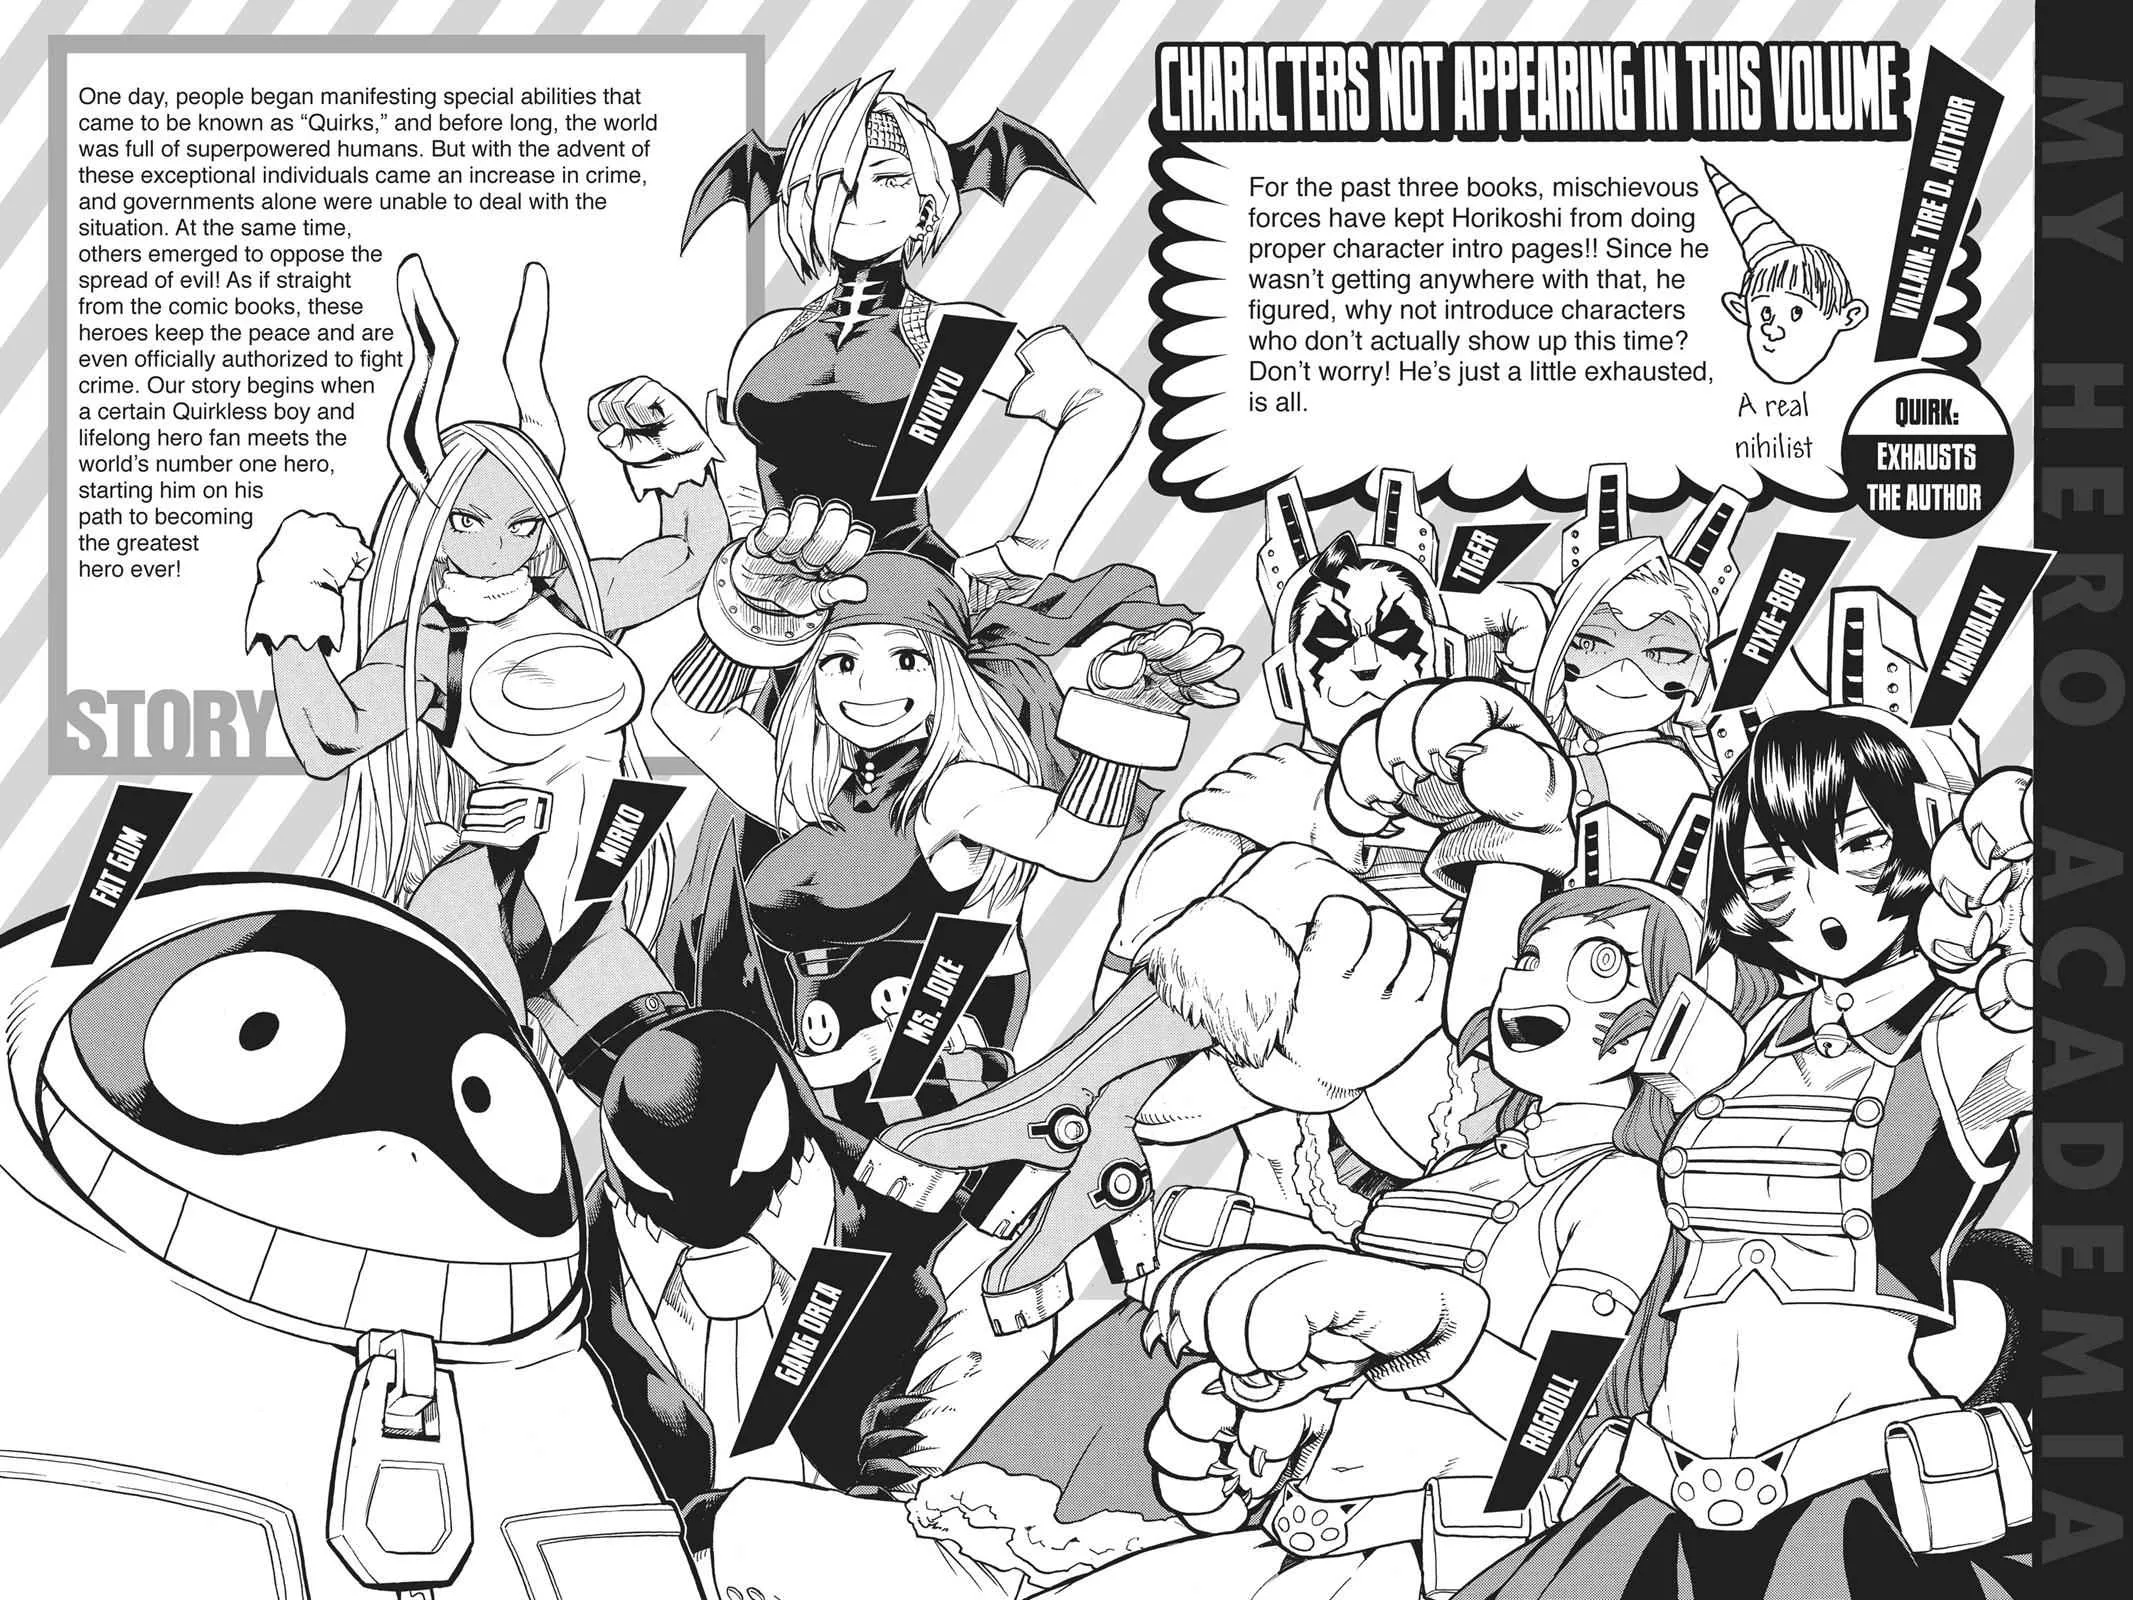 One day, people began manifesting special abilities that
came to be known as “Quirks,” and before long, the world
was full of superpowered humans. But with the advent of
these exceptional individuals came an increase in crime,
and governments alone were unable to deal with the
situation. At the same time,
others emerged to oppose the
spread of evil! As if straight
from the comic books, these
heroes keep the peace and are
even officially authorized to fight
crime. Our story begins when
a certain Quirkless boy and
lifelong hero fan meets the
world’s number one hero,
starting him on his
path to becoming
the greatest
hero ever!
STORY
CHARACTERS NOT APPEARING IN THIS VOLUME
For the past three books, mischievous
forces have kept Horikoshi from doing
proper character intro pages!! Since he
wasn’t getting anywhere with that, he
figured, why not introduce characters
who don’t actually show up this time?
Don’t worry! He’s just a little exhausted,
is all.
A real
nihilist
VILLAIN: TIRE D. AUTHOR
QUIRK:
EXHAUSTS
THE AUTHOR
RYUKYU
TIGER
PIXIE-BOB
MANDALAY
FAT GUM
MIRKO
MS. JOKE
GANG ORCA
RAGDOLL
MY HERO ACADEMIA